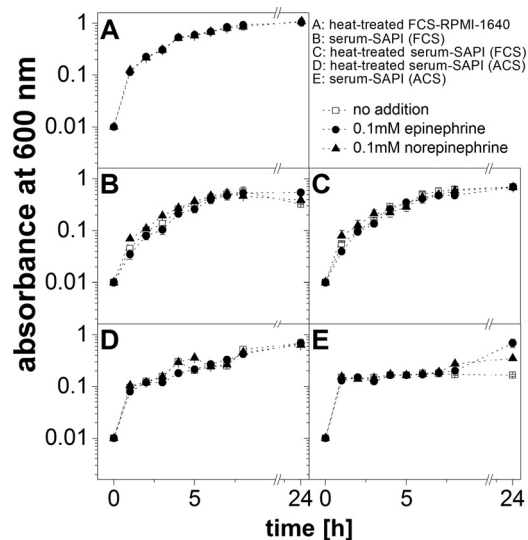 A
A: heat-treated FCS-RPMI-1640
B: serum-SAPI (FCS)
C: heat-treated serum-SAPI (FCS)
D: heat-treated serum-SAPI (ACS)
E: serum-SAPI (ACS)
no addition
0.1mM epinephrine
0.1mM norepinephrine
1
0.1
0.01
B
C
1
0.1
0.01
D
E
1
0.1
0.01
0
5
24
0
5
24
absorbance at 600 nm
time [h]